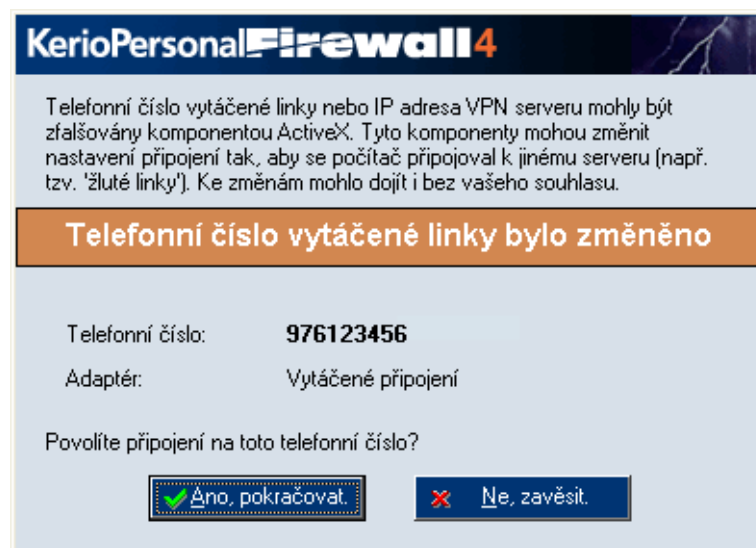 KerioPersonalFirewall4
Telefonní číslo vytáčené linky nebo IP adresa VPN serveru mohly být
zfalšovány komponentou ActiveX. Tyto komponenty mohou změnit
nastavení připojení tak, aby se počítač připojoval k jinému serveru (např.
tzv. 'žluté linky'). Ke změnám mohlo dojít i bez vašeho souhlasu.
Telefonní číslo vytáčené linky bylo změněno
Telefonní číslo: 976123456
Adaptér: Vytáčené připojení
Povolíte připojení na toto telefonní číslo?
Ano, pokračovat. Ne, zavěsit.